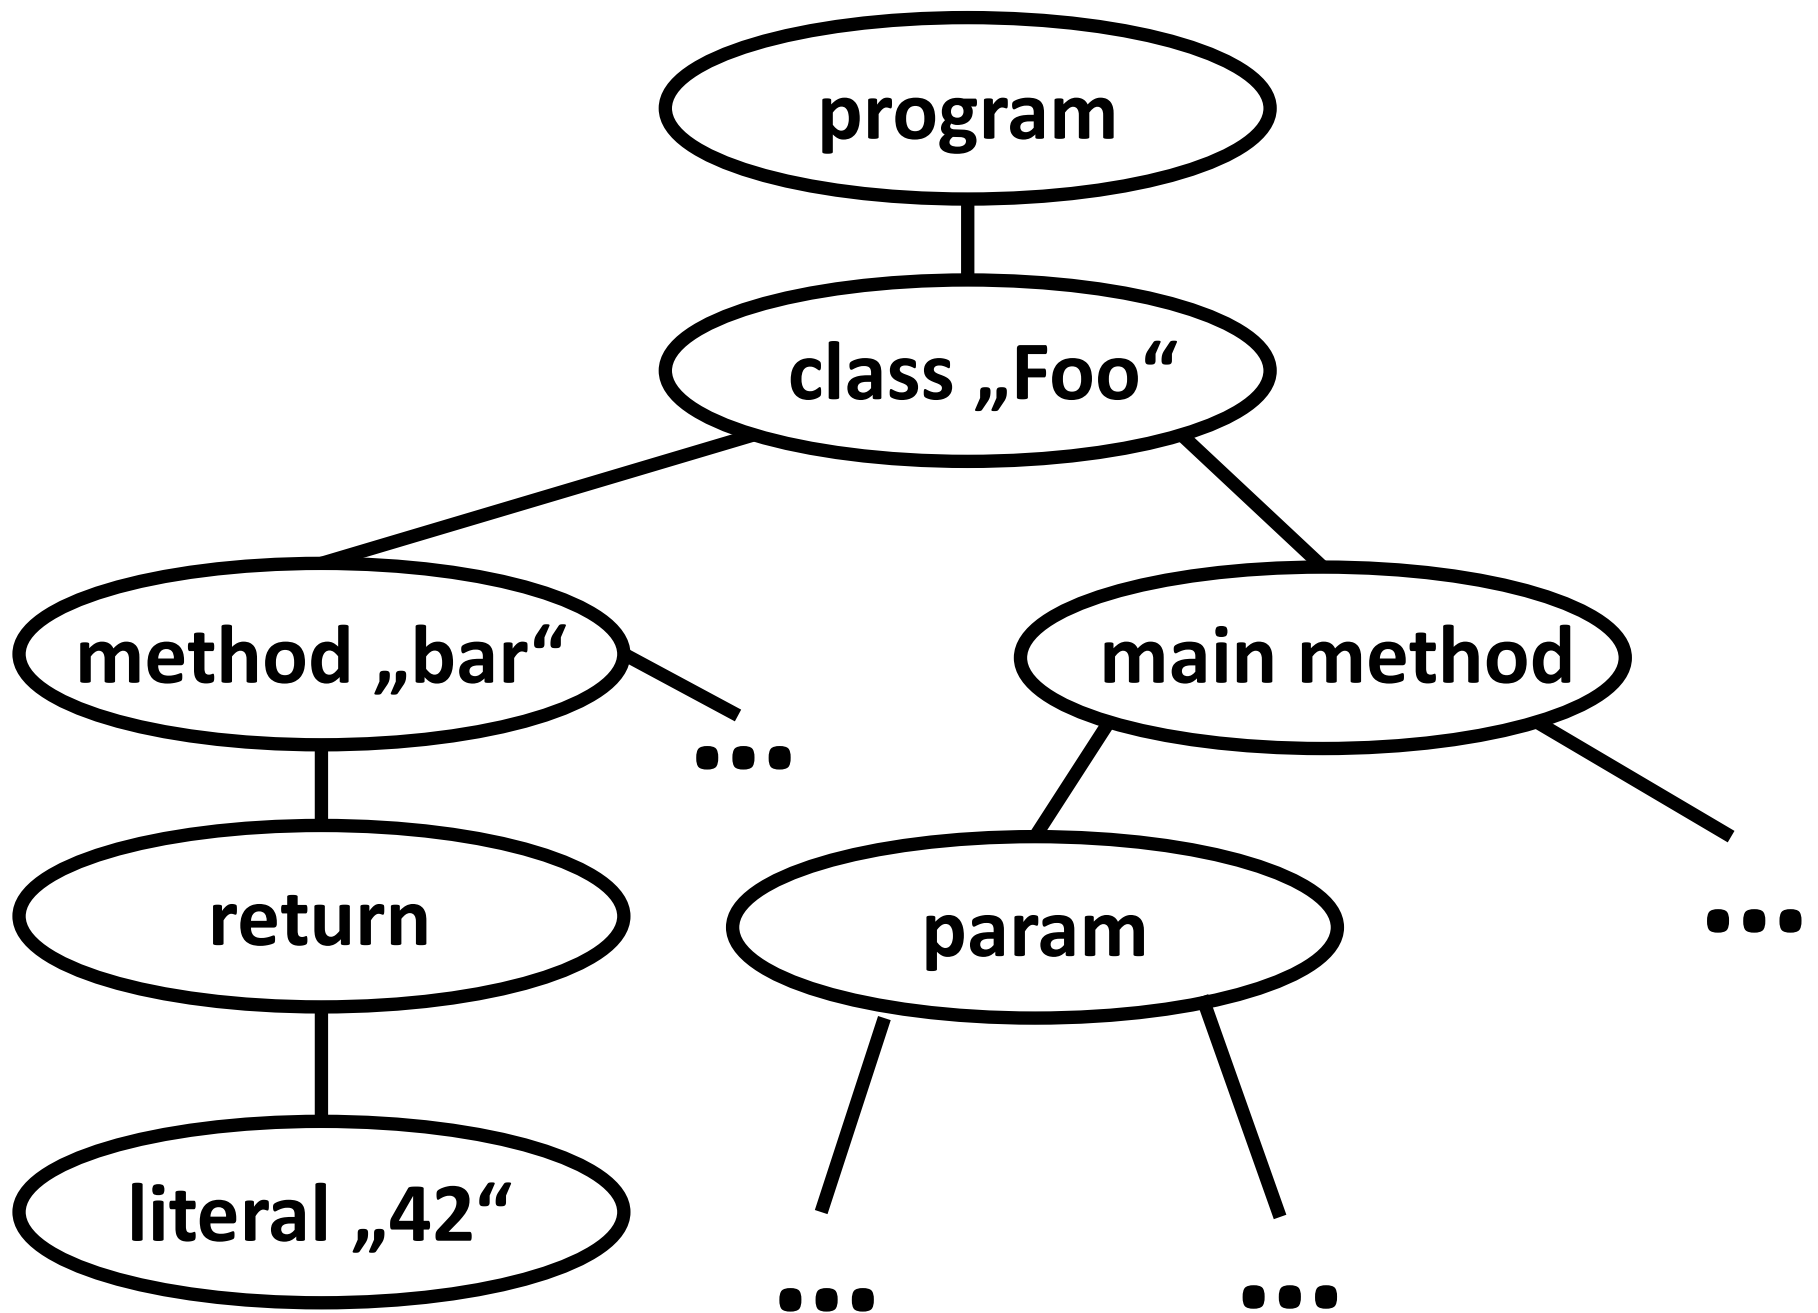 program
class „Foo“
method „bar“
main method
...
return
param
...
literal „42“
...
...